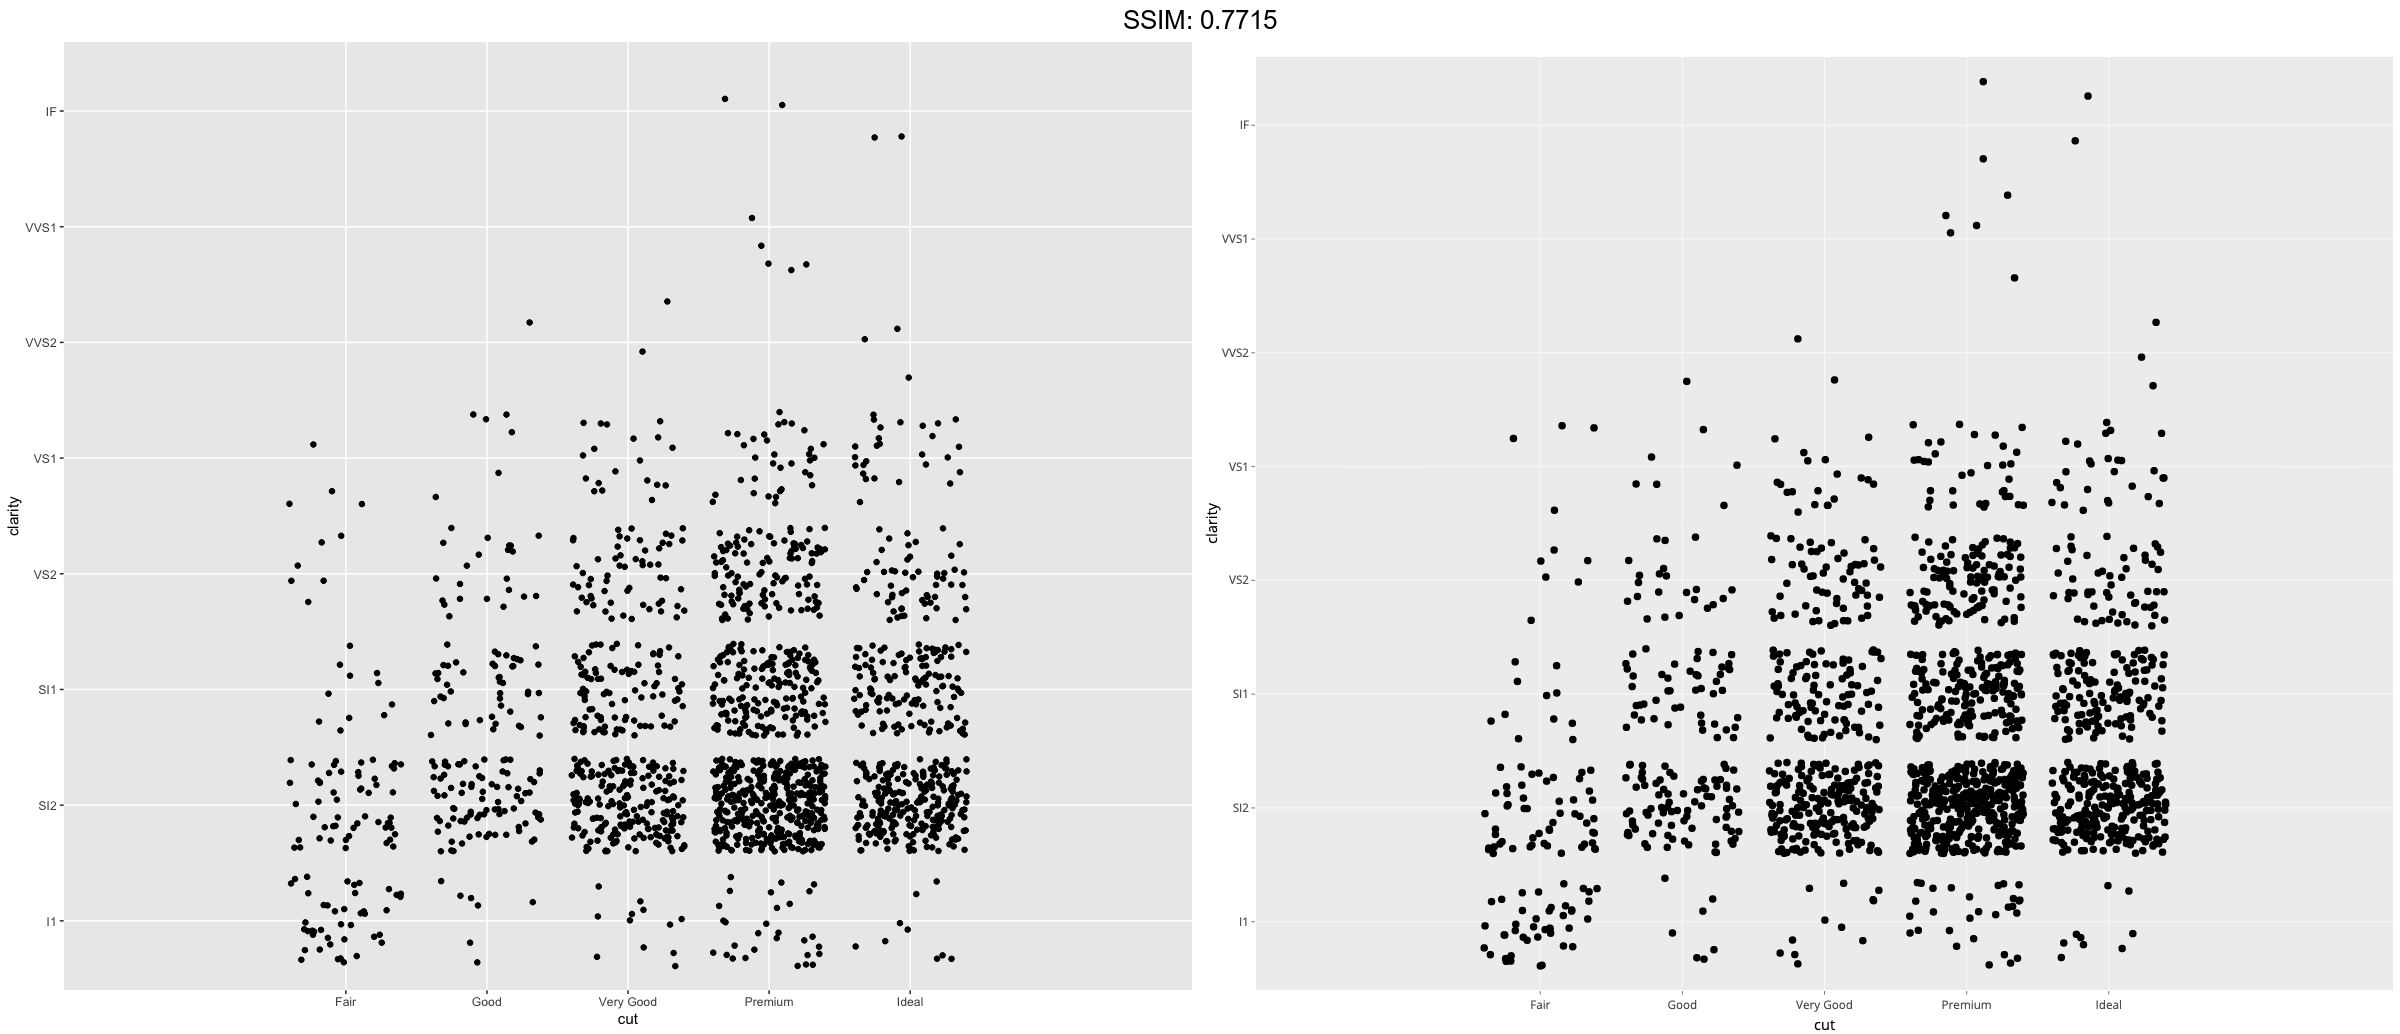 SSIM: 0.7715
clarity
IF
VVS1
VVS2
VS1
VS2
SI1
SI2
I1
Fair Good Very Good Premium Ideal
cut
clarity
IF
VVS1
VVS2
VS1
VS2
SI1
SI2
I1
Fair Good Very Good Premium Ideal
cut